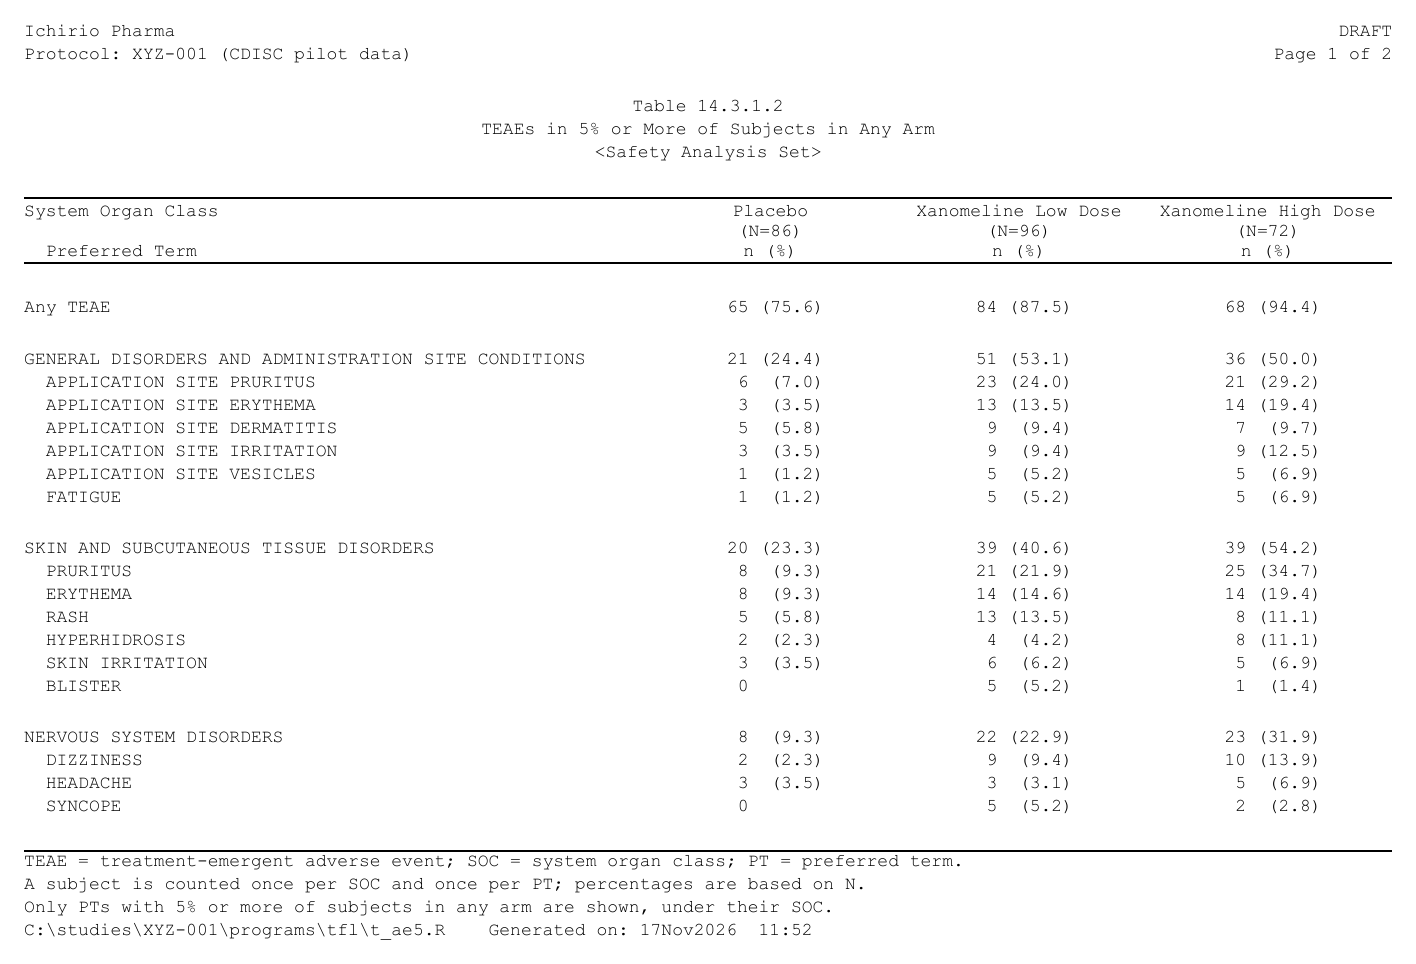 Ichirio Pharma DRAFT
Protocol: XYZ-001 (CDISC pilot data) Page 1 of 2
Table 14.3.1.2
TEAEs in 5% or More of Subjects in Any Arm
<Safety Analysis Set>
System Organ Class Placebo Xanomeline Low Dose Xanomeline High Dose
(N=86) (N=96) (N=72)
Preferred Term n (%) n (%) n (%)
Any TEAE 65 (75.6) 84 (87.5) 68 (94.4)
GENERAL DISORDERS AND ADMINISTRATION SITE CONDITIONS 21 (24.4) 51 (53.1) 36 (50.0)
APPLICATION SITE PRURITUS 6 (7.0) 23 (24.0) 21 (29.2)
APPLICATION SITE ERYTHEMA 3 (3.5) 13 (13.5) 14 (19.4)
APPLICATION SITE DERMATITIS 5 (5.8) 9 (9.4) 7 (9.7)
APPLICATION SITE IRRITATION 3 (3.5) 9 (9.4) 9 (12.5)
APPLICATION SITE VESICLES 1 (1.2) 5 (5.2) 5 (6.9)
FATIGUE 1 (1.2) 5 (5.2) 5 (6.9)
SKIN AND SUBCUTANEOUS TISSUE DISORDERS 20 (23.3) 39 (40.6) 39 (54.2)
PRURITUS 8 (9.3) 21 (21.9) 25 (34.7)
ERYTHEMA 8 (9.3) 14 (14.6) 14 (19.4)
RASH 5 (5.8) 13 (13.5) 8 (11.1)
HYPERHIDROSIS 2 (2.3) 4 (4.2) 8 (11.1)
SKIN IRRITATION 3 (3.5) 6 (6.2) 5 (6.9)
BLISTER 0 5 (5.2) 1 (1.4)
NERVOUS SYSTEM DISORDERS 8 (9.3) 22 (22.9) 23 (31.9)
DIZZINESS 2 (2.3) 9 (9.4) 10 (13.9)
HEADACHE 3 (3.5) 3 (3.1) 5 (6.9)
SYNCOPE 0 5 (5.2) 2 (2.8)
TEAE = treatment-emergent adverse event; SOC = system organ class; PT = preferred term.
A subject is counted once per SOC and once per PT; percentages are based on N.
Only PTs with 5% or more of subjects in any arm are shown, under their SOC.
C:\studies\XYZ-001\programs\tfl\t_ae5.R Generated on: 17Nov2026 11:52